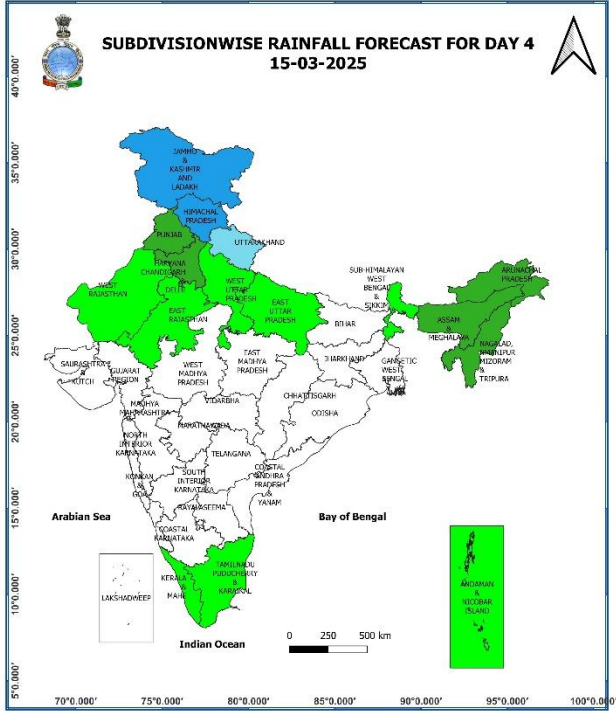 SUBDIVISIONWISE RAINFALL FORECAST FOR DAY 4
15-03-2025
40°0.000'
35°0.000'
30°0.000'
25°0.000'
20°0.000'
15°0.000'
10°0.000'
5°0.000'
JAMMU
&
KASHMIR
AND
LADAKH
HIMACHAL
PRADESH
PUNJAB
UTTARAKHAND
HARYANA
CHANDIGARH
&
DELHI
WEST
RAJASTHAN
EAST
RAJASTHAN
WEST
UTTAR
PRADESH
EAST
UTTAR
PRADESH
SUB-HIMALAYAN
WEST
BENGAL
&
SIKKIM
ARUNACHAL
PRADESH
ASSAM
&
MEGHALAYA
NAGALAD,
MANIPUR
MIZORAM
&
TRIPURA
BIHAR
JHARKHAND
GANGETIC
WEST
BENGAL
SAURASHTRA
&
KUTCH
GUJARAT
REGION
WEST
MADHYA
PRADESH
EAST
MADHYA
PRADESH
CHHATTISGARH
ODISHA
VIDARBHA
MADHYA
MAHARASHTRA
MARATHAWADA
TELANGANA
NORTH
INTERIOR
KARNATAKA
KONKAN
&
GOA
SOUTH
INTERIOR
KARNATAKA
COASTAL
ANDHRA
PRADESH
&
YANAM
RAYALASEEMA
COASTAL
KARNATAKA
Arabian Sea
Bay of Bengal
LAKSHADWEEP
KERALA
&
MAHE
TAMILNADU
PUDUCHERRY
&
KARAIKAL
ANDAMAN
&
NICOBAR
ISLAND
Indian Ocean
0 250 500 km
70°0.000' 75°0.000' 80°0.000' 85°0.000' 90°0.000' 95°0.000' 100°0.000'